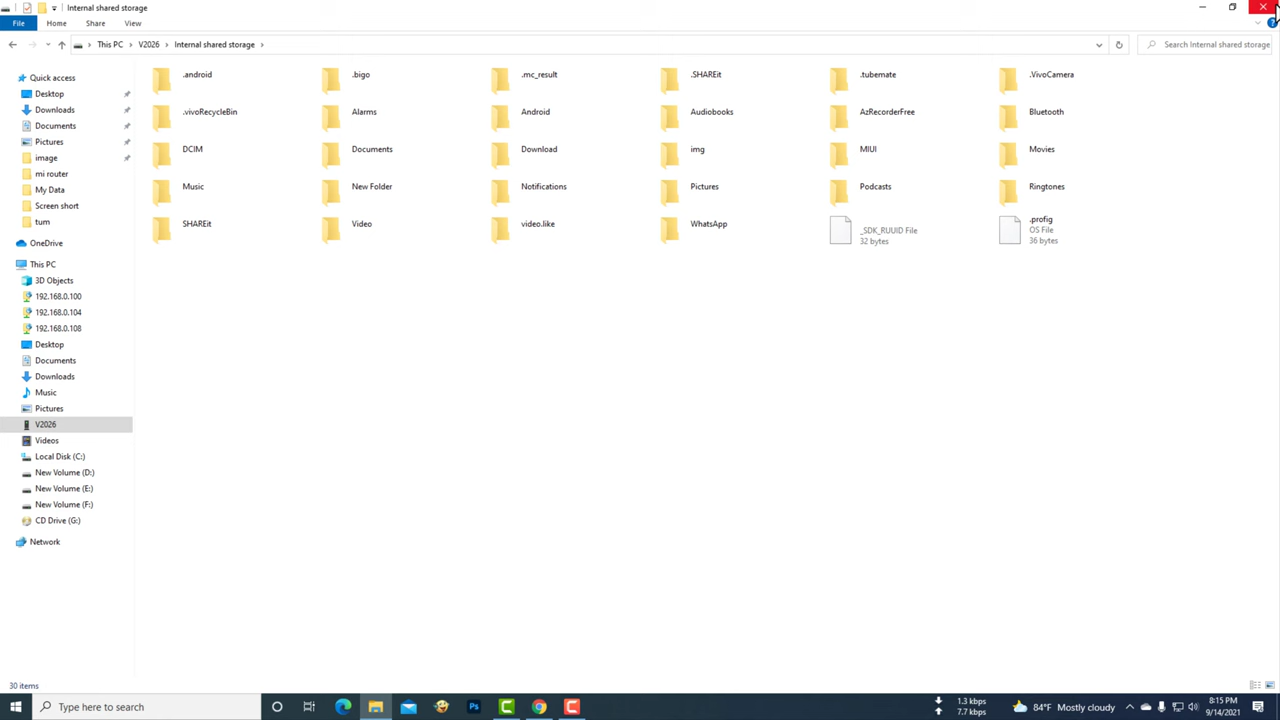 Internal shared storage
File Home Share View
This PC V2026 Internal shared storage
Search Internal shared storage
Quick access
Desktop
Downloads
Documents
Pictures
image
mi router
My Data
Screen short
tum
OneDrive
This PC
3D Objects
192.168.0.100
192.168.0.104
192.168.0.108
Desktop
Documents
Downloads
Music
Pictures
V2026
Videos
Local Disk (C:)
New Volume (D:)
New Volume (E:)
New Volume (F:)
CD Drive (G:)
Network
.android .bigo .mc_result .SHAREit .tubemate .VivoCamera
.vivoRecycleBin Alarms Android Audiobooks AzRecorderFree Bluetooth
DCIM Documents Download img MIUI Movies
Music New Folder Notifications Pictures Podcasts Ringtones
SHAREit Video video.like WhatsApp
_SDK_RUUID File
32 bytes
.profig
OS File
36 bytes
30 items
Type here to search
Ps
1.3 kbps
7.7 kbps
84°F Mostly cloudy
8:15 PM
9/14/2021